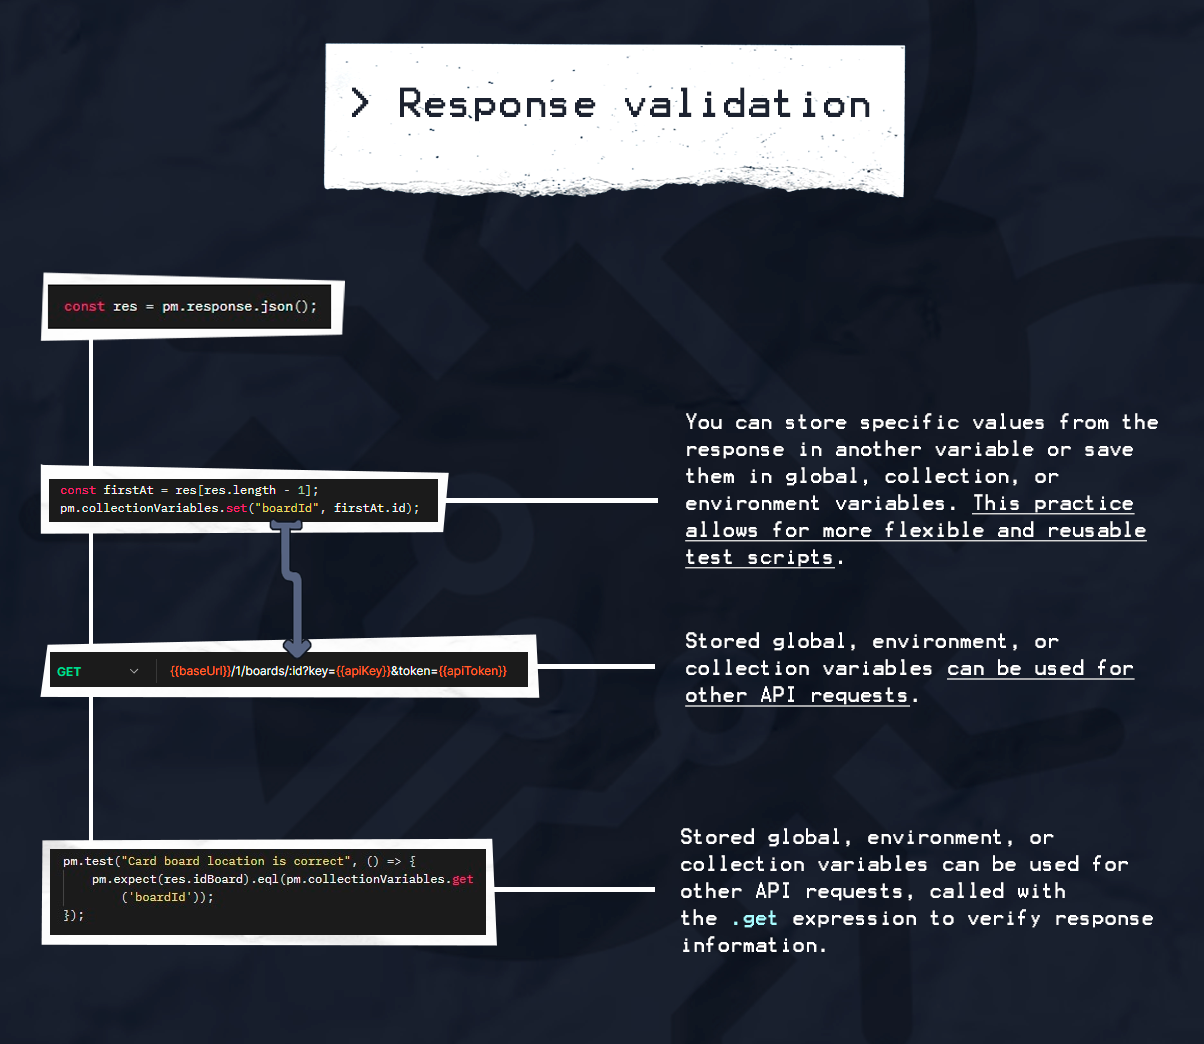 > Response validation
const res = pm.response.json();
const firstAt = res[res.length - 1];
pm.collectionVariables.set("boardId", firstAt.id);
You can store specific values from the
response in another variable or save
them in global, collection, or
environment variables. This practice
allows for more flexible and reusable
test scripts.
GET
{{baseUrl}}/1/boards/:id?key={{apiKey}}&token={{apiToken}}
Stored global, environment, or
collection variables can be used for
other API requests.
pm.test("Card board location is correct", () => {
pm.expect(res.idBoard).eql(pm.collectionVariables.get
('boardId'));
});
Stored global, environment, or
collection variables can be used for
other API requests, called with
the .get expression to verify response
information.